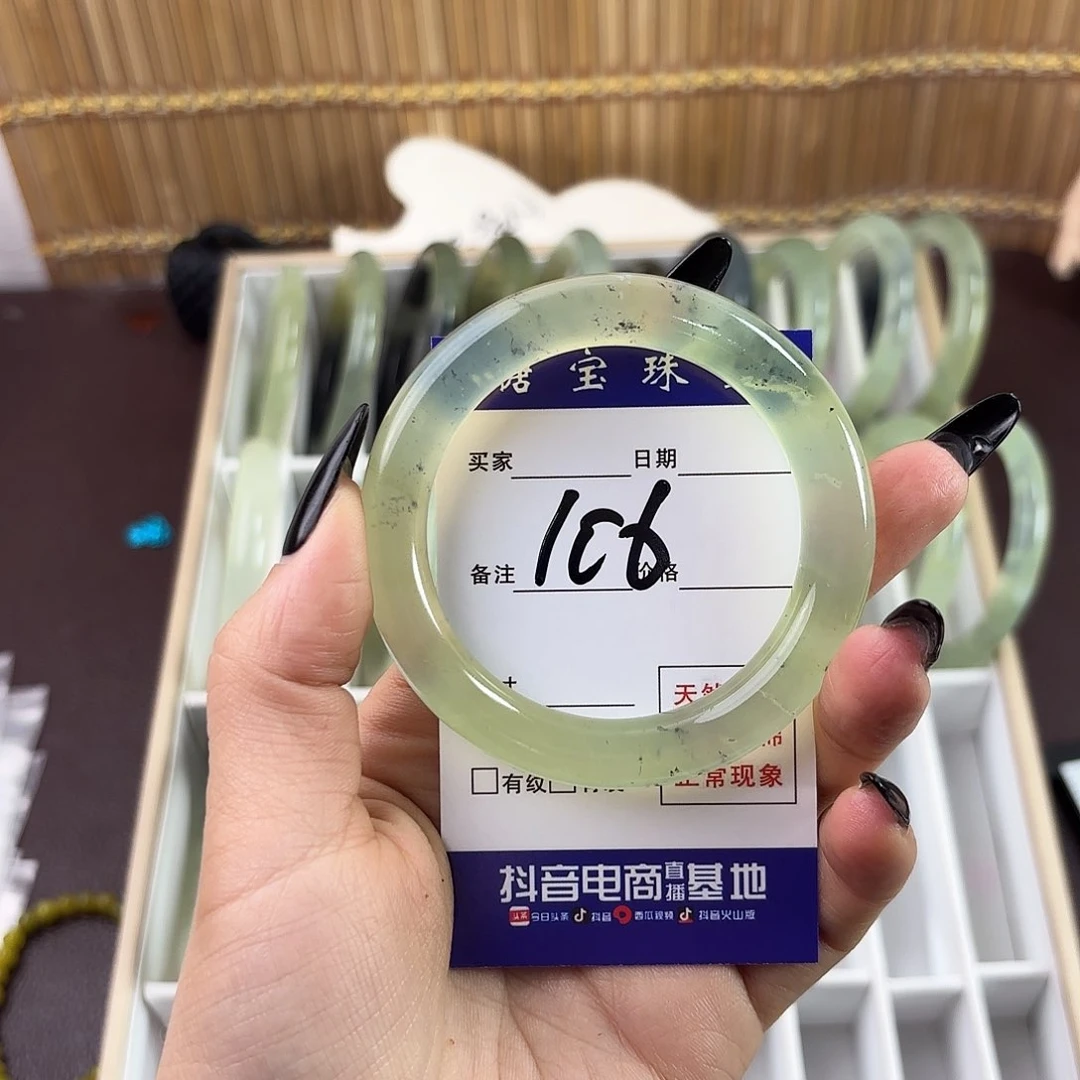 宝珠
买家 日期
106
备注 价格
天然
正常现象
有纹
抖音电商直播基地
今日头条 抖音 西瓜视频 抖音火山版